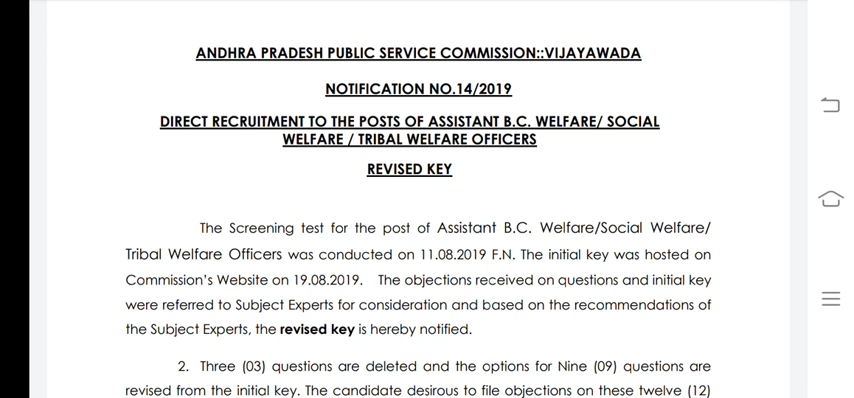 ANDHRA PRADESH PUBLIC SERVICE COMMISSION::VIJAYAWADA
NOTIFICATION NO.14/2019
DIRECT RECRUITMENT TO THE POSTS OF ASSISTANT B.C. WELFARE/ SOCIAL
WELFARE / TRIBAL WELFARE OFFICERS
REVISED KEY
The Screening test for the post of Assistant B.C. Welfare/Social Welfare/
Tribal Welfare Officers was conducted on 11.08.2019 F.N. The initial key was hosted on
Commission's Website on 19.08.2019. The objections received on questions and initial key
were referred to Subject Experts for consideration and based on the recommendations of
the Subject Experts, the revised key is hereby notified.
2. Three (03) questions are deleted and the options for Nine (09) questions are
revised from the initial key. The candidate desirous to file objections on these twelve (12)